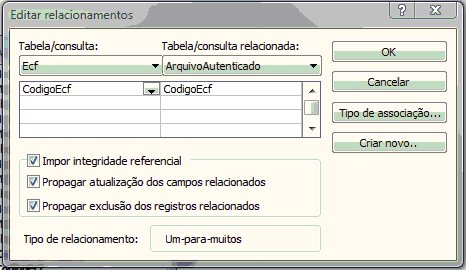 Editar relacionamentos
?
Tabela/consulta: Tabela/consulta relacionada:
Ecf ArquivoAutenticado
CodigoEcf CodigoEcf
OK
Cancelar
Tipo de associação...
Criar novo..
Impor integridade referencial
Propagar atualização dos campos relacionados
Propagar exclusão dos registros relacionados
Tipo de relacionamento: Um-para-muitos